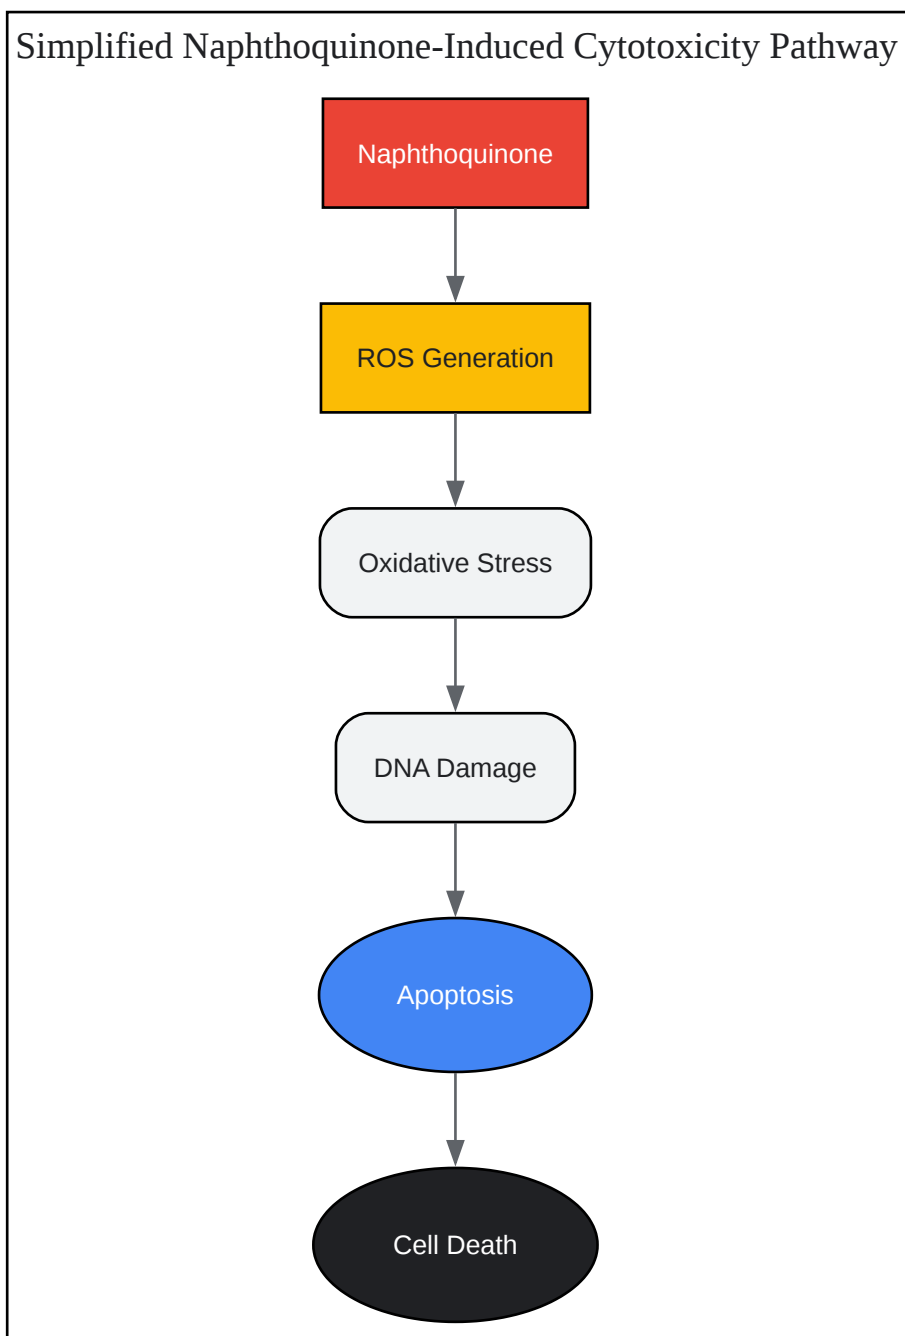 Simplified Naphthoquinone-Induced Cytotoxicity Pathway
Naphthoquinone
ROS Generation
Oxidative Stress
DNA Damage
Apoptosis
Cell Death